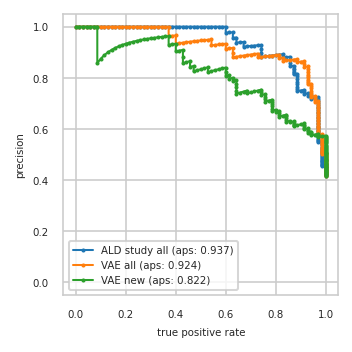 1.0
0.8
0.6
0.4
0.2
0.0
precision
ALD study all (aps: 0.937)
VAE all (aps: 0.924)
VAE new (aps: 0.822)
0.0 0.2 0.4 0.6 0.8 1.0
true positive rate